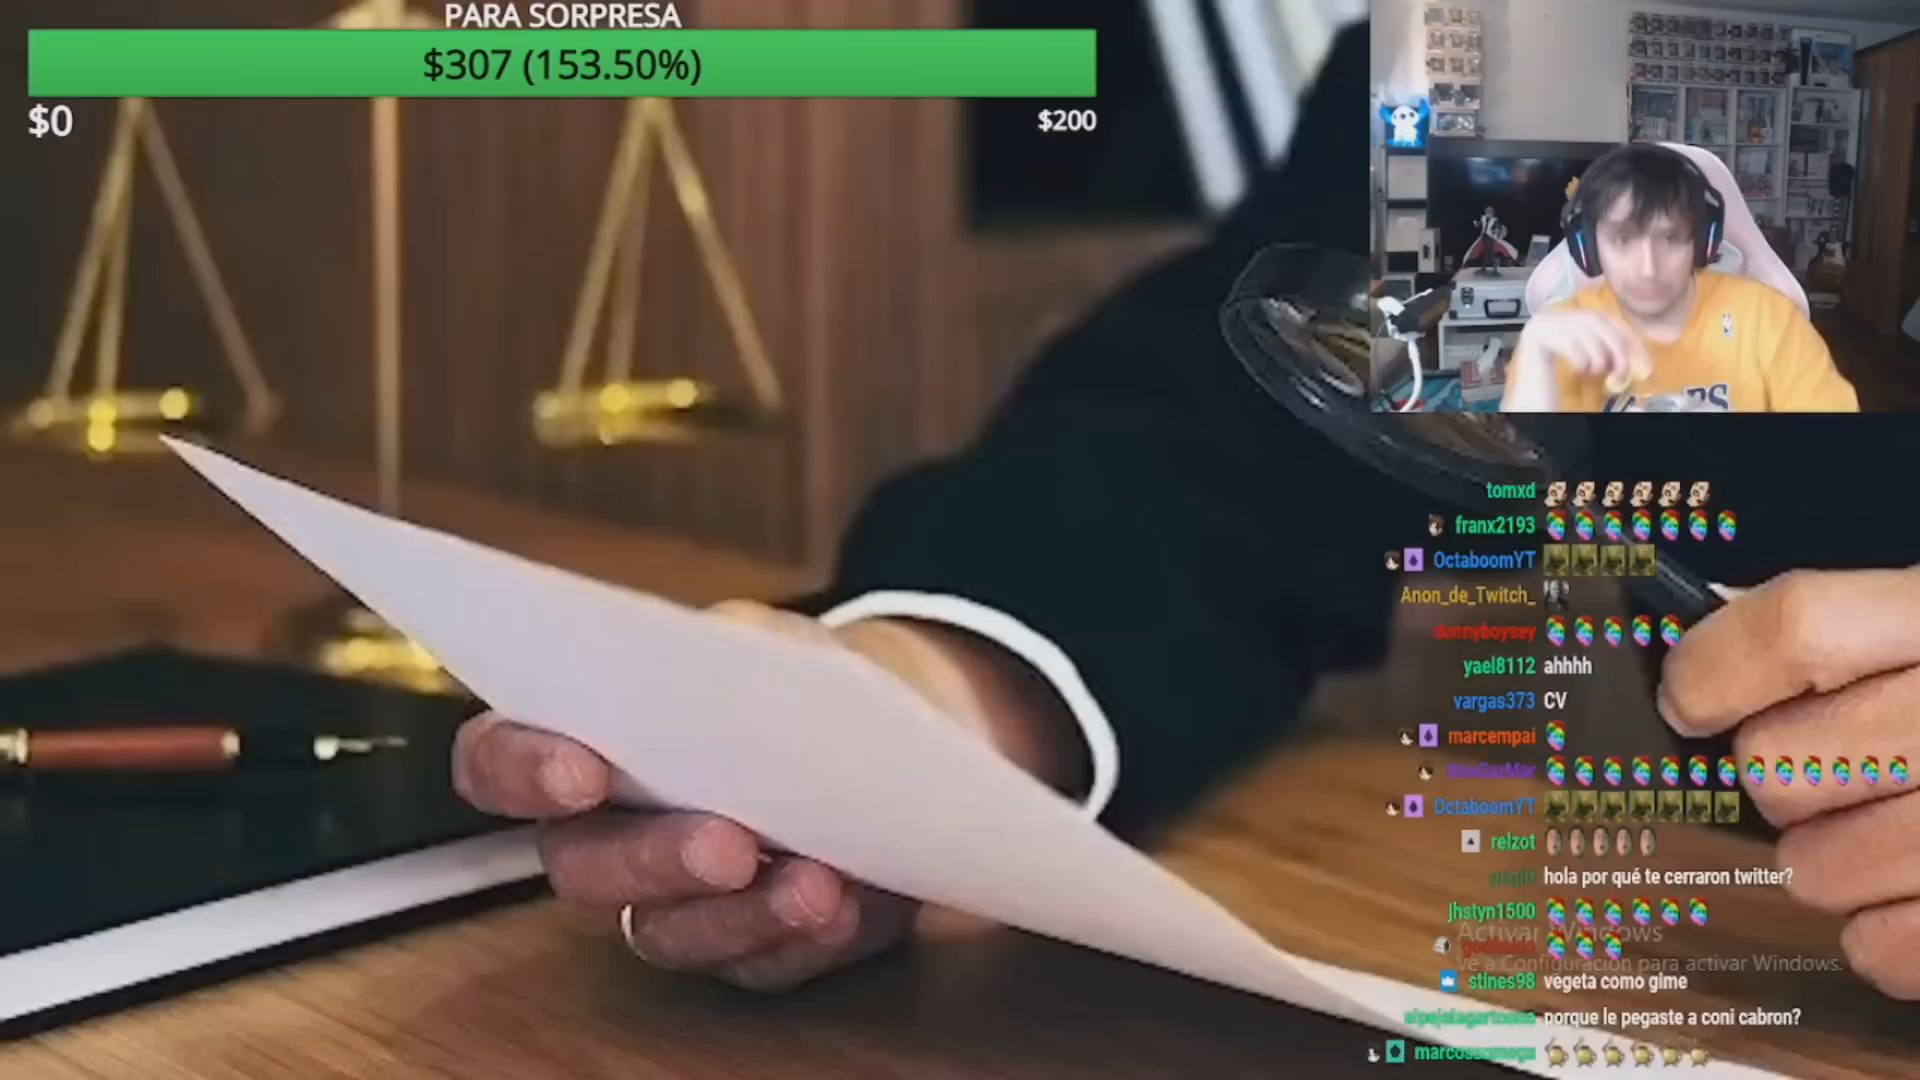 PARA SORPRESA
$307 (153.50%)
$0
$200
tomxd
franx2193
OctaboomYT
Anon_de_Twitch_
donnyboysey
yael8112 ahhhh
vargas373 CV
marcempai
OctaboomYT
relzot
hola por qué te cerraron twitter?
jhstyn1500
Activar Windows
Ve a Configuración para activar Windows.
stines98 vegeta como gime
porque le pegaste a coni cabron?